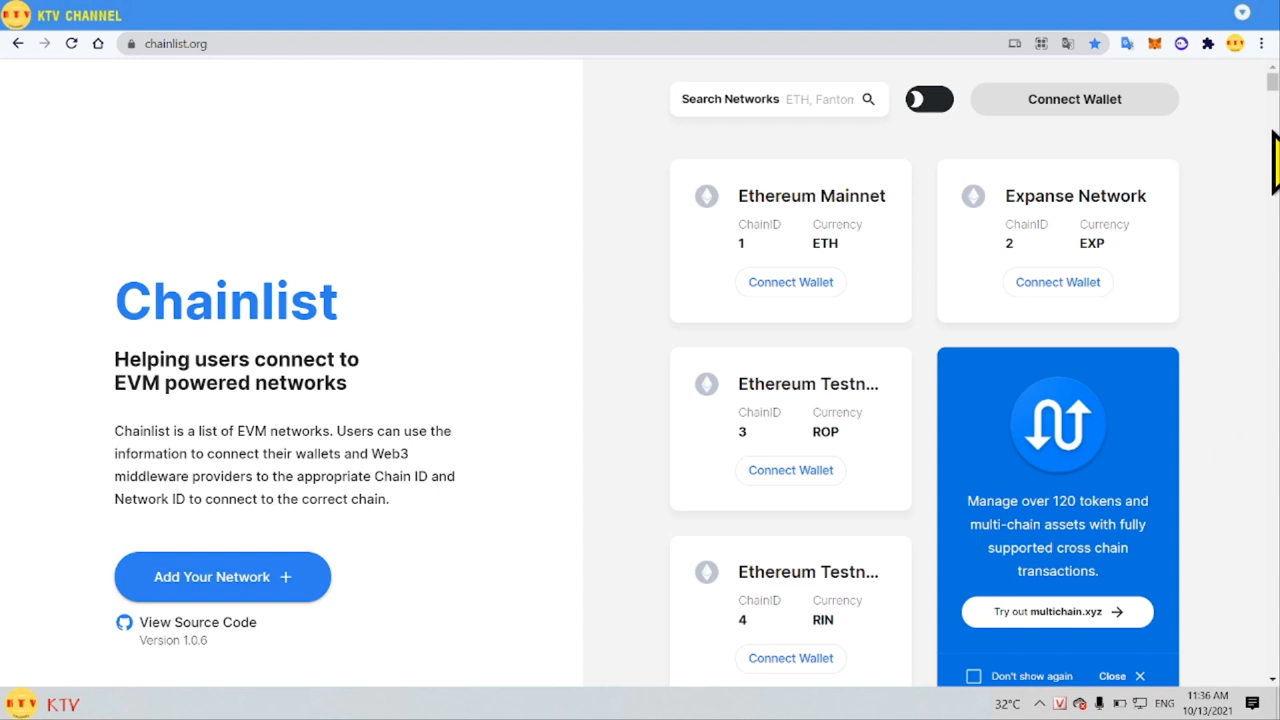 KTV KTV CHANNEL
chainlist.org
Search Networks ETH, Fantom
Connect Wallet
Chainlist
Helping users connect to
EVM powered networks
Chainlist is a list of EVM networks. Users can use the
information to connect their wallets and Web3
middleware providers to the appropriate Chain ID and
Network ID to connect to the correct chain.
Add Your Network +
View Source Code
Version 1.0.6
Ethereum Mainnet
ChainID Currency
1 ETH
Connect Wallet
Expanse Network
ChainID Currency
2 EXP
Connect Wallet
Ethereum Testn...
ChainID Currency
3 ROP
Connect Wallet
Manage over 120 tokens and
multi-chain assets with fully
supported cross chain
transactions.
Try out multichain.xyz →
Don't show again Close ×
Ethereum Testn...
ChainID Currency
4 RIN
Connect Wallet
KTV KTV
32°C V ENG
11:36 AM
10/13/2021